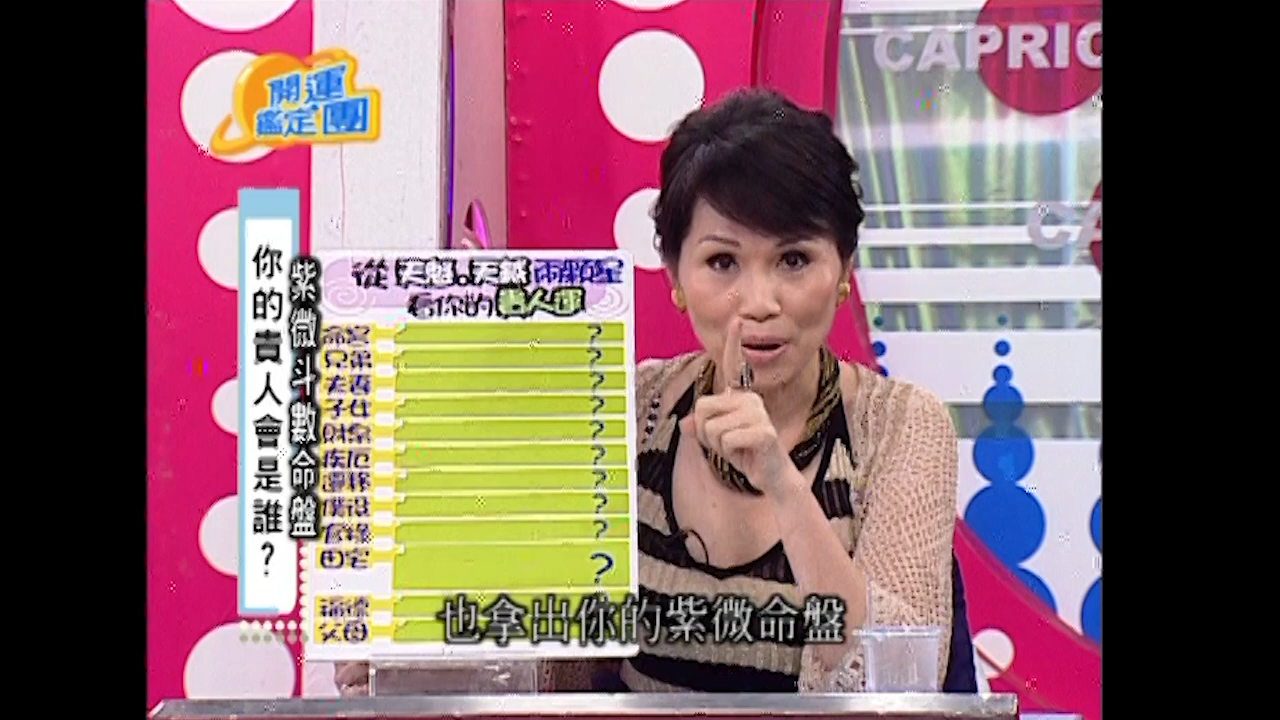 開運
鑑定團
CAPRIC
CA
紫微斗數命盤
你的貴人會是誰？
從天魁。天鉞兩顆星
看你的貴人運
命宮 ?
兄弟 ?
夫妻 ?
子女 ?
財帛 ?
疾厄 ?
遷移 ?
僕役 ?
官祿 ?
田宅 ?
福德
父母
也拿出你的紫微命盤